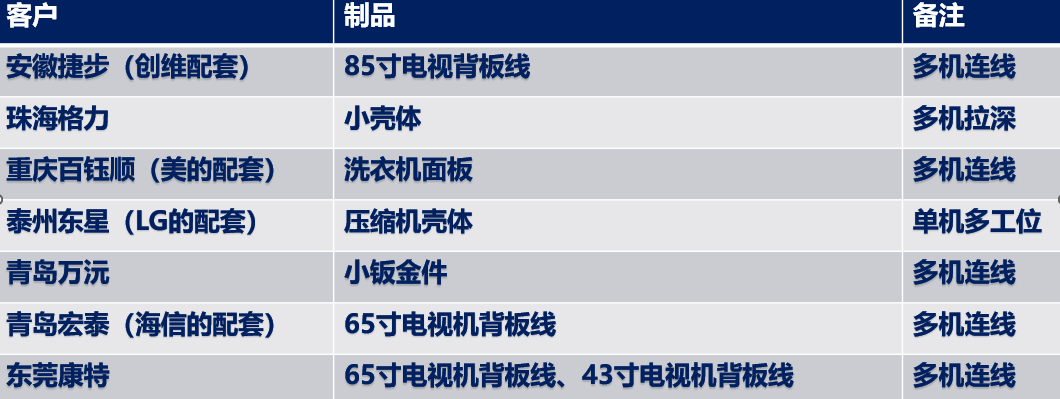 客户 制品 备注
安徽捷步（创维配套） 85寸电视背板线 多机连线
珠海格力 小壳体 多机拉深
重庆百钰顺（美的配套） 洗衣机面板 多机连线
泰州东星（LG的配套） 压缩机壳体 单机多工位
青岛万沅 小钣金件 多机连线
青岛宏泰（海信的配套） 65寸电视机背板线 多机连线
东莞康特 65寸电视机背板线、43寸电视机背板线 多机连线